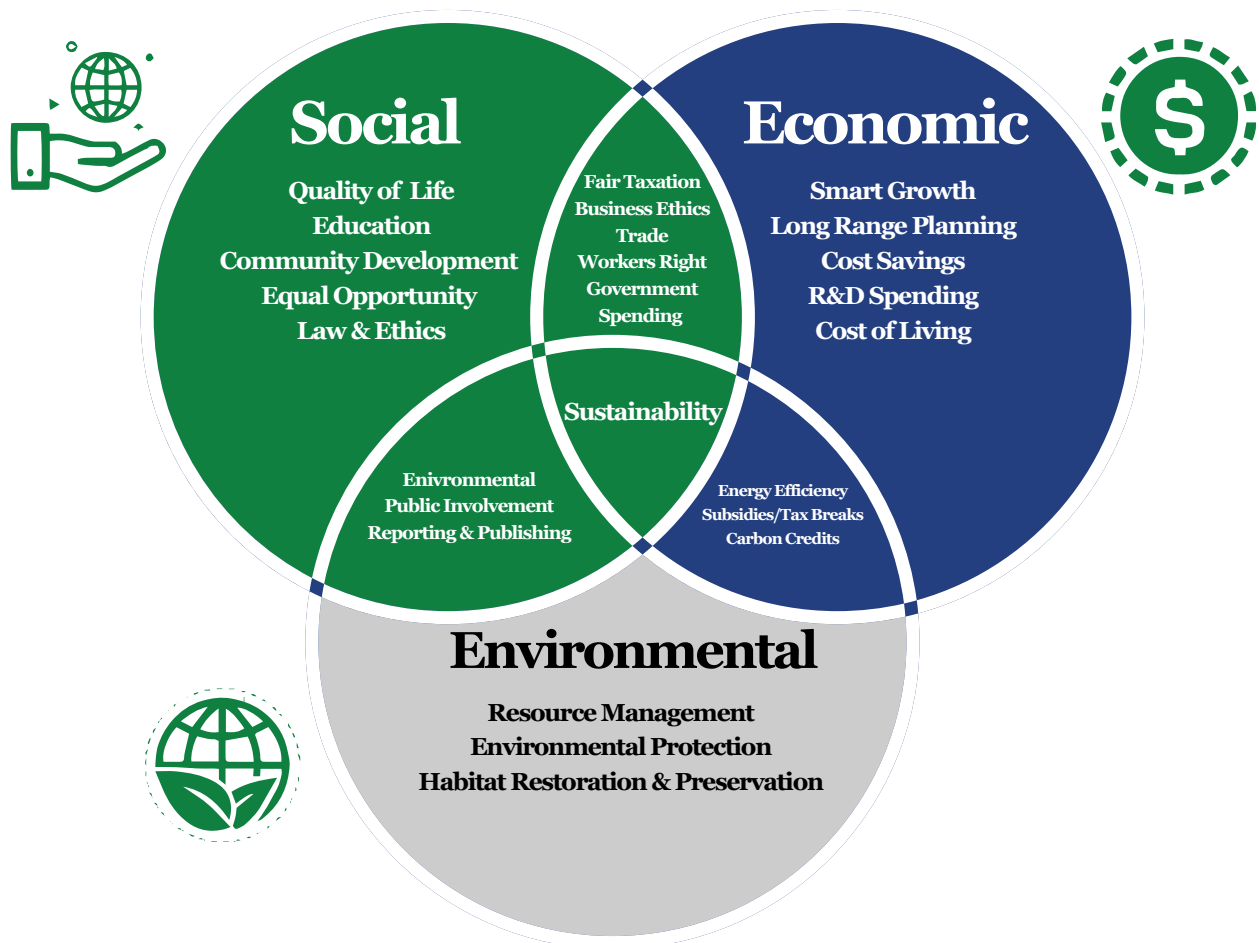 Social
Quality of Life
Education
Community Development
Equal Opportunity
Law & Ethics
Fair Taxation
Business Ethics
Trade
Workers Right
Government
Spending
Economic
Smart Growth
Long Range Planning
Cost Savings
R&D Spending
Cost of Living
$
Sustainability
Enivronmental
Public Involvement
Reporting & Publishing
Energy Efficiency
Subsidies/Tax Breaks
Carbon Credits
Environmental
Resource Management
Environmental Protection
Habitat Restoration & Preservation